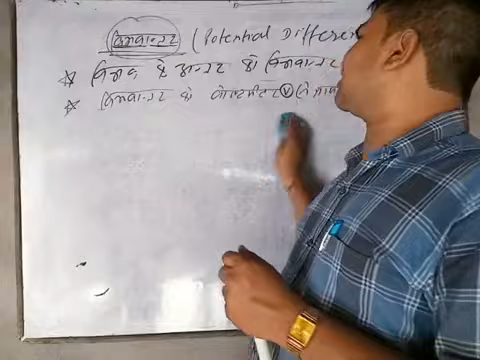 विभवान्तर (Potential Differen
☆ विभव के अन्तर को विभवान्तर
☆ विभवान्तर को वोल्टमीटर Ⓥ से